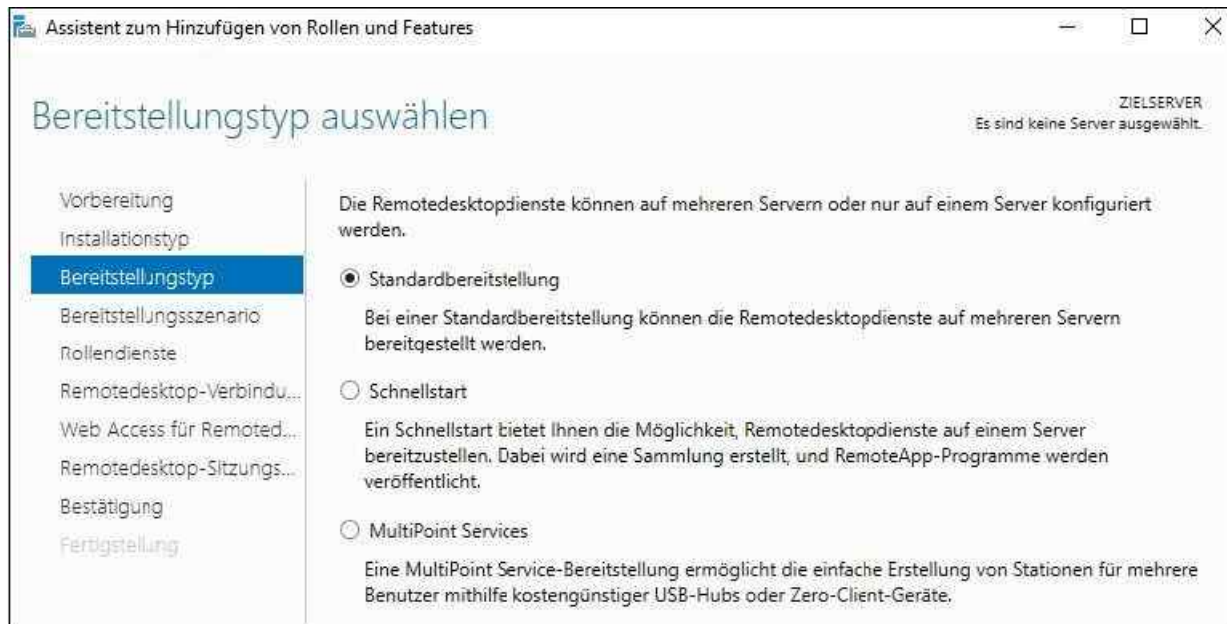 Assistent zum Hinzufügen von Rollen und Features
Bereitstellungstyp auswählen
ZIELSERVER
Es sind keine Server ausgewählt.
Vorbereitung
Installationstyp
Bereitstellungstyp
Bereitstellungsszenario
Rollendienste
Remotedesktop-Verbindu...
Web Access für Remoted...
Remotedesktop-Sitzungs...
Bestätigung
Fertigstellung
Die Remotedesktopdienste können auf mehreren Servern oder nur auf einem Server konfiguriert
werden.
Standardbereitstellung
Bei einer Standardbereitstellung können die Remotedesktopdienste auf mehreren Servern
bereitgestellt werden.
Schnellstart
Ein Schnellstart bietet Ihnen die Möglichkeit, Remotedesktopdienste auf einem Server
bereitzustellen. Dabei wird eine Sammlung erstellt, und RemoteApp-Programme werden
veröffentlicht.
MultiPoint Services
Eine MultiPoint Service-Bereitstellung ermöglicht die einfache Erstellung von Stationen für mehrere
Benutzer mithilfe kostengünstiger USB-Hubs oder Zero-Client-Geräte.